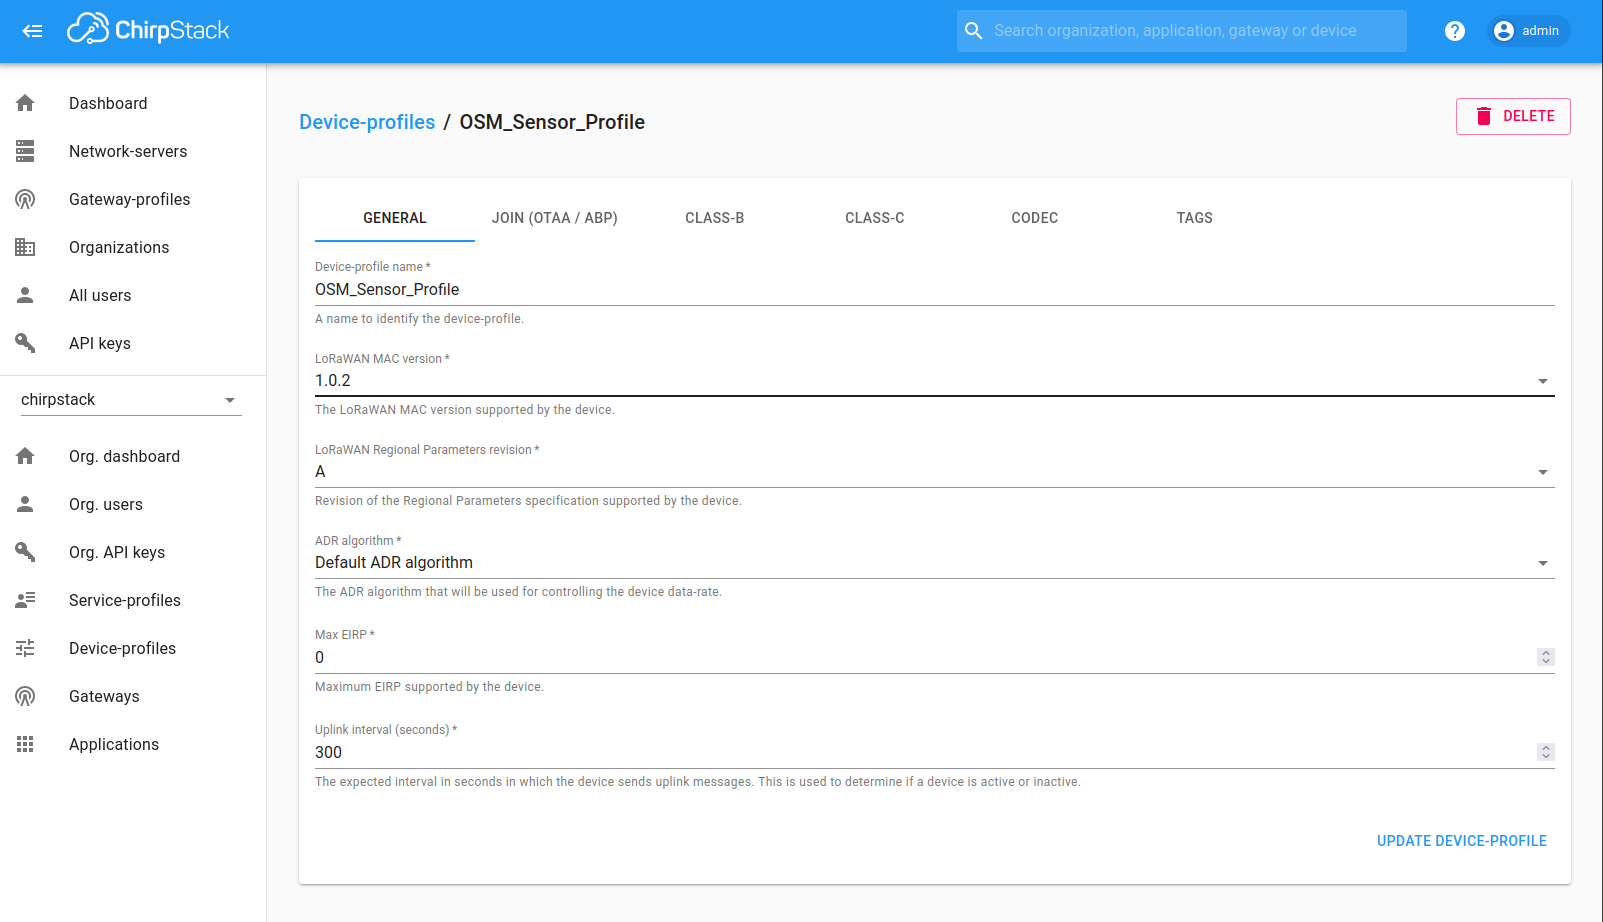 ChirpStack
Search organization, application, gateway or device
?
admin
Dashboard
Network-servers
Gateway-profiles
Organizations
All users
API keys
chirpstack
Org. dashboard
Org. users
Org. API keys
Service-profiles
Device-profiles
Gateways
Applications
Device-profiles / OSM_Sensor_Profile
DELETE
GENERAL JOIN (OTAA / ABP) CLASS-B CLASS-C CODEC TAGS
Device-profile name *
OSM_Sensor_Profile
A name to identify the device-profile.
LoRaWAN MAC version *
1.0.2
The LoRaWAN MAC version supported by the device.
LoRaWAN Regional Parameters revision *
A
Revision of the Regional Parameters specification supported by the device.
ADR algorithm *
Default ADR algorithm
The ADR algorithm that will be used for controlling the device data-rate.
Max EIRP *
0
Maximum EIRP supported by the device.
Uplink interval (seconds) *
300
The expected interval in seconds in which the device sends uplink messages. This is used to determine if a device is active or inactive.
UPDATE DEVICE-PROFILE